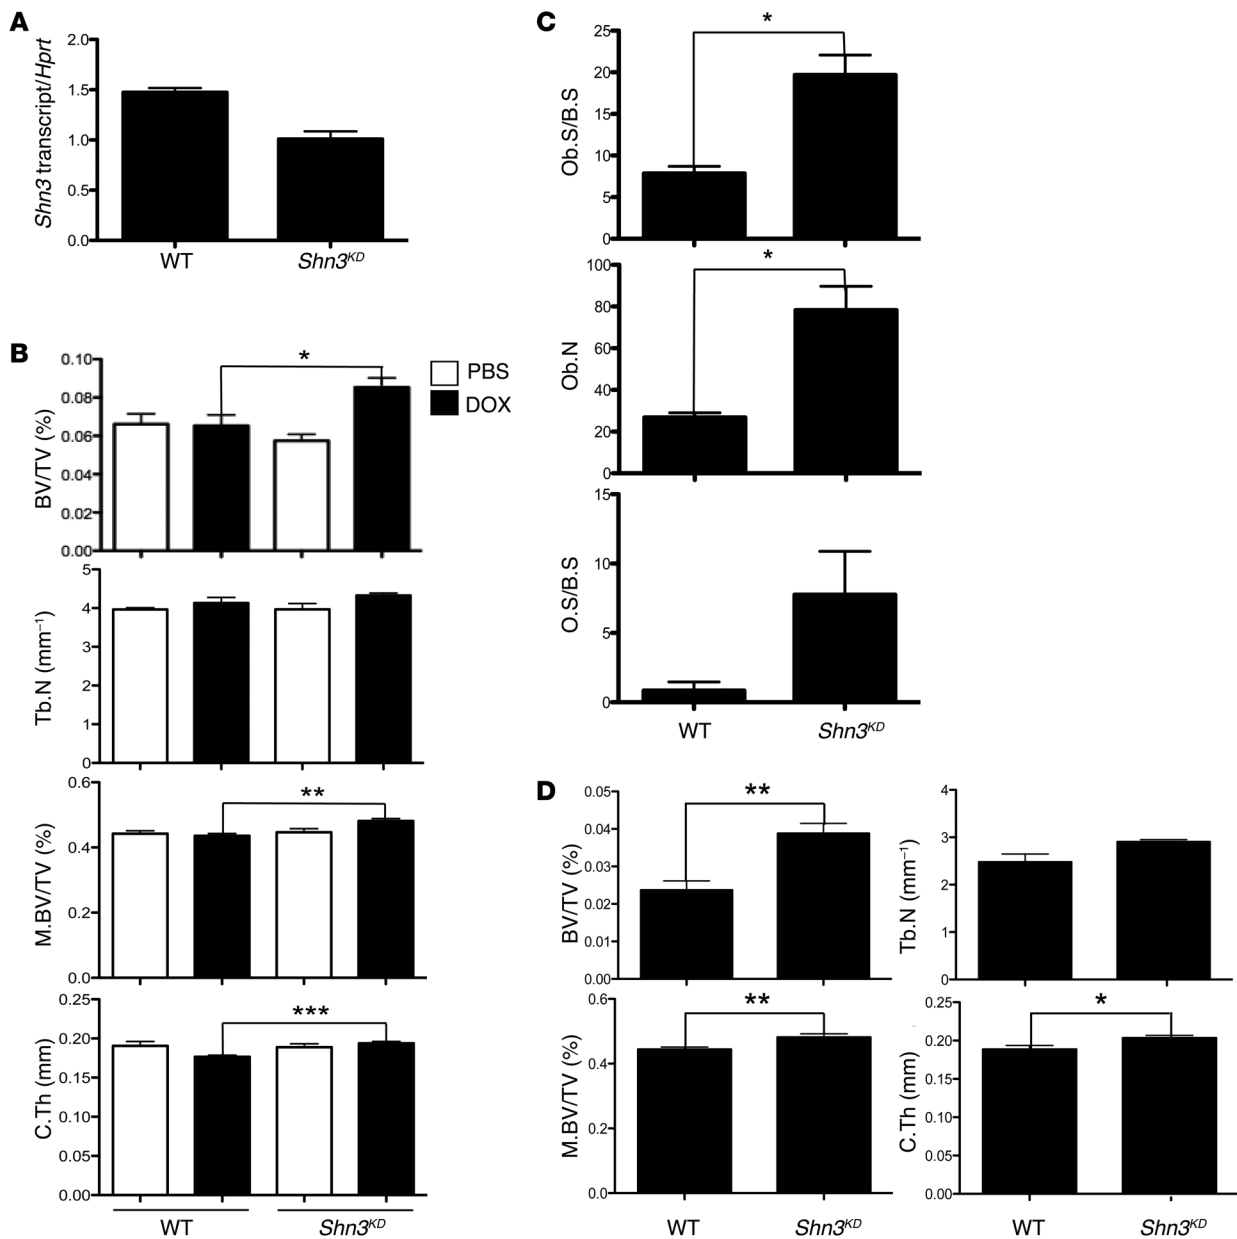 A
Shn3 transcript/Hprt
2.0
1.5
1.0
0.5
0.0
WT
Shn3KD
B
PBS
DOX
BV/TV (%)
0.10
0.08
0.06
0.04
0.02
0.00
*
Tb.N (mm−1)
5
4
3
2
1
0
M.BV/TV (%)
0.6
0.4
0.2
0.0
**
C.Th (mm)
0.25
0.20
0.15
0.10
0.05
0.00
***
WT
Shn3KD
C
Ob.S/B.S
25
20
15
10
5
0
*
Ob.N
100
80
60
40
20
0
*
O.S/B.S
15
10
5
0
WT
Shn3KD
D
BV/TV (%)
0.05
0.04
0.03
0.02
0.01
0.00
**
Tb.N (mm−1)
4
3
2
1
0
M.BV/TV (%)
0.6
0.4
0.2
0.0
**
WT
Shn3KD
C.Th (mm)
0.25
0.20
0.15
0.10
0.05
0.00
*
WT
Shn3KD